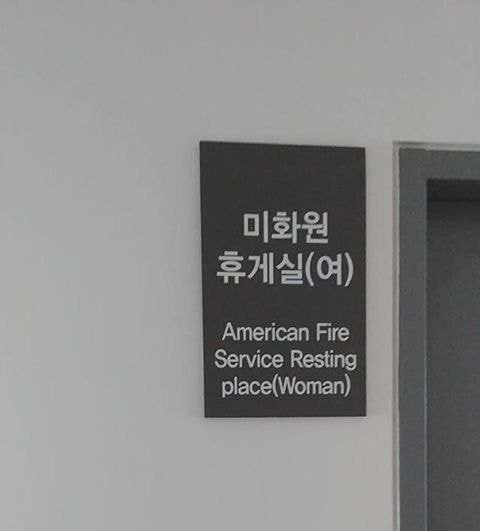 미화원
휴게실(여)
American Fire
Service Resting
place(Woman)